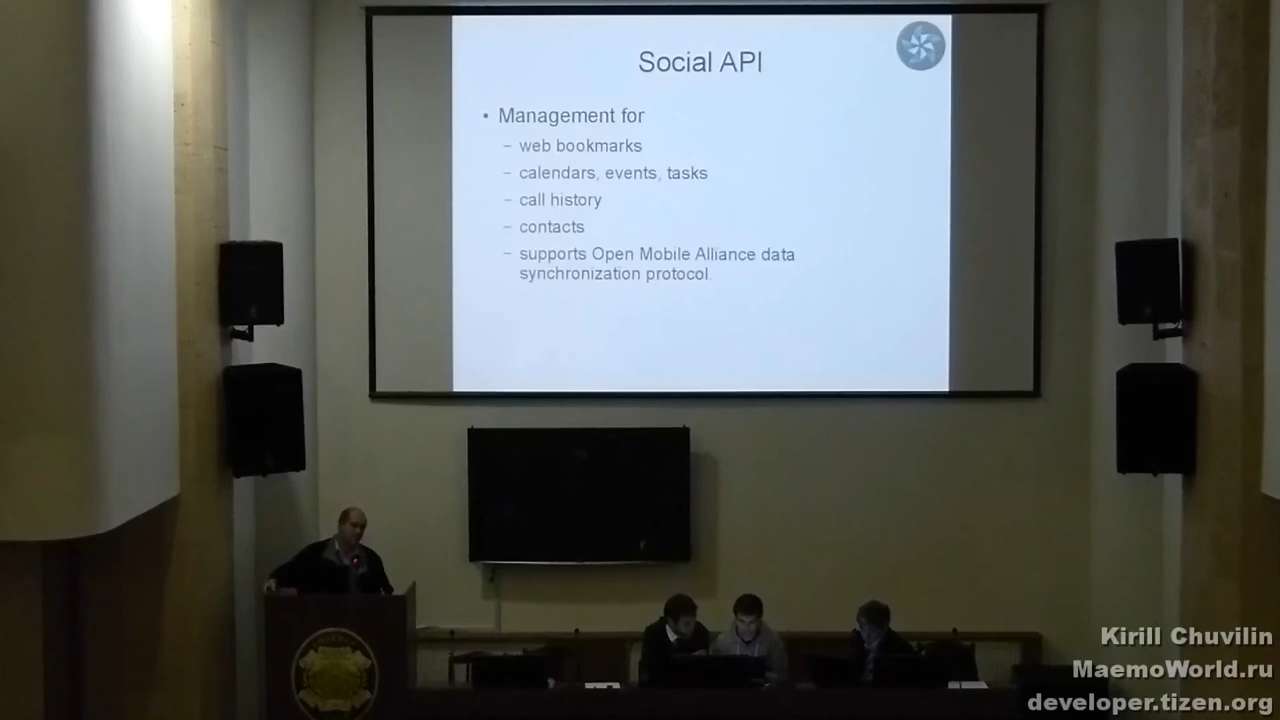 Social API
• Management for
– web bookmarks
– calendars, events, tasks
– call history
– contacts
– supports Open Mobile Alliance data
synchronization protocol
Kirill Chuvilin
MaemoWorld.ru
developer.tizen.org